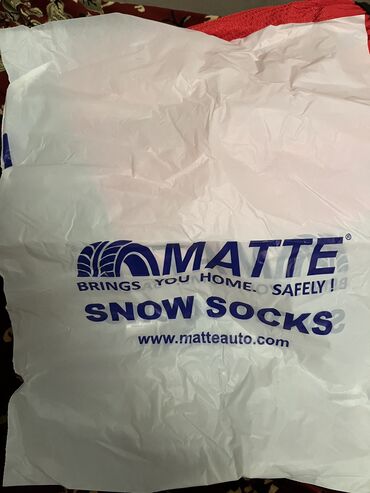 MATTE®
BRINGS YOU HOME. SAFELY!
SNOW SOCKS
www.matteauto.com